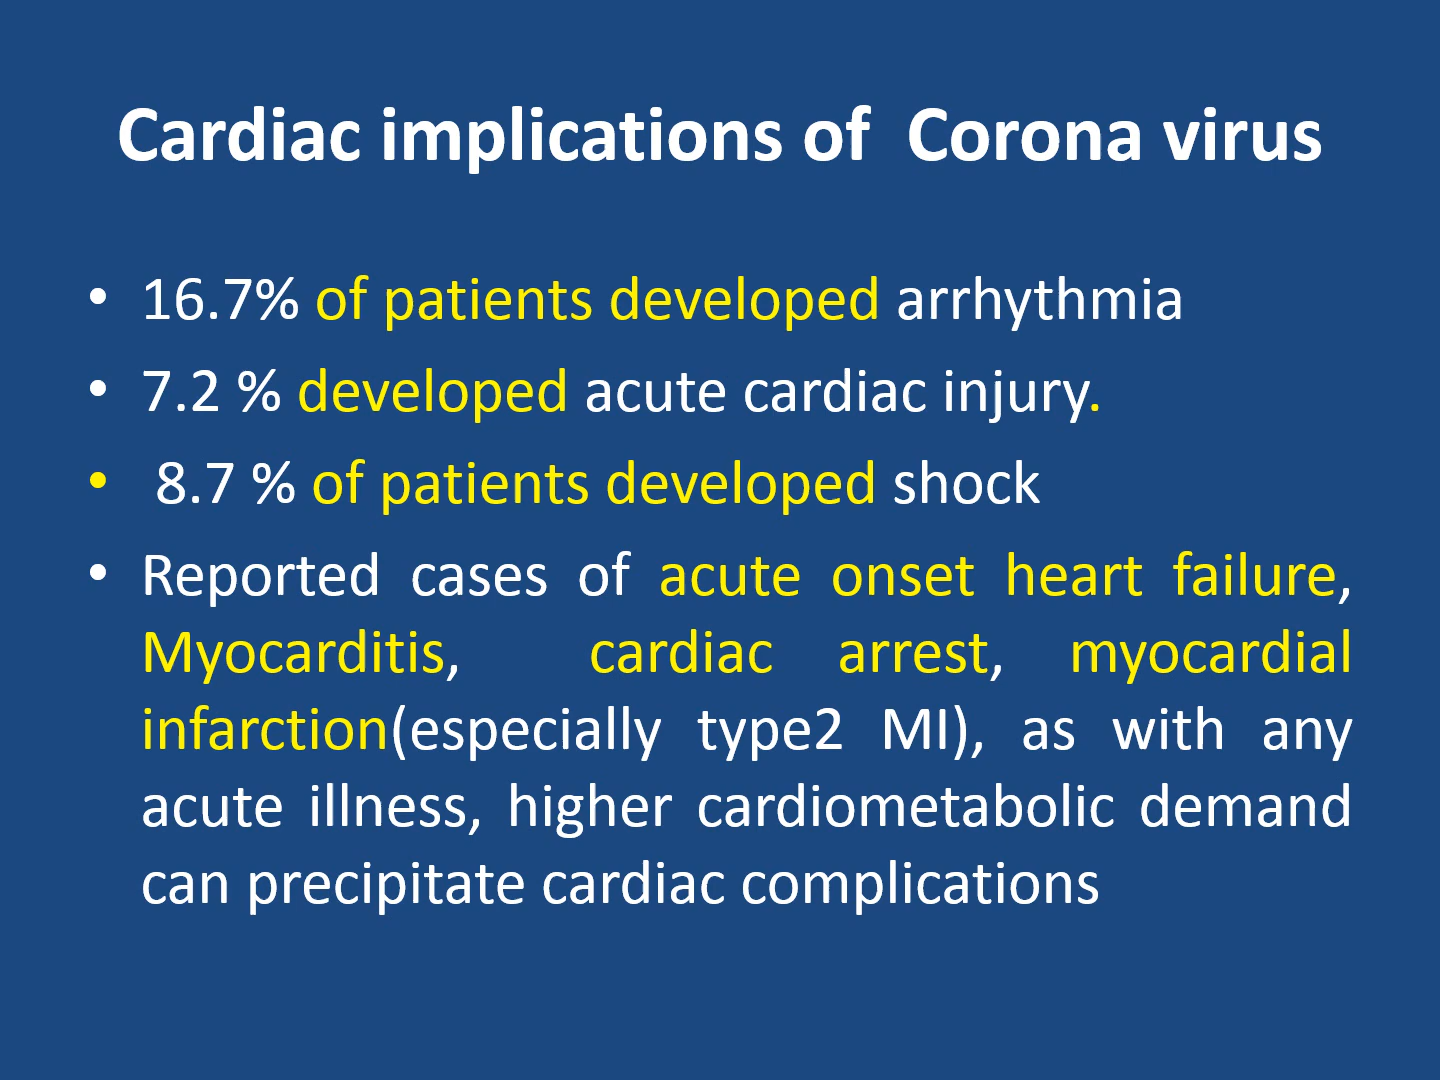 Cardiac implications of  Corona virus
• 16.7% of patients developed arrhythmia
• 7.2 % developed acute cardiac injury.
•  8.7 % of patients developed shock
• Reported cases of acute onset heart failure,
Myocarditis,  cardiac arrest, myocardial
infarction(especially type2 MI), as with any
acute illness, higher cardiometabolic demand
can precipitate cardiac complications